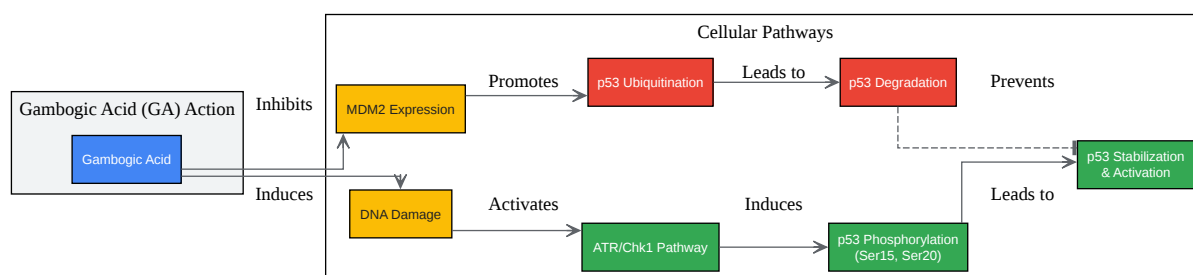 Cellular Pathways
Gambogic Acid (GA) Action
Gambogic Acid
Inhibits
Induces
MDM2 Expression
Promotes
p53 Ubiquitination
Leads to
p53 Degradation
Prevents
DNA Damage
Activates
ATR/Chk1 Pathway
Induces
p53 Phosphorylation
(Ser15, Ser20)
Leads to
p53 Stabilization
& Activation